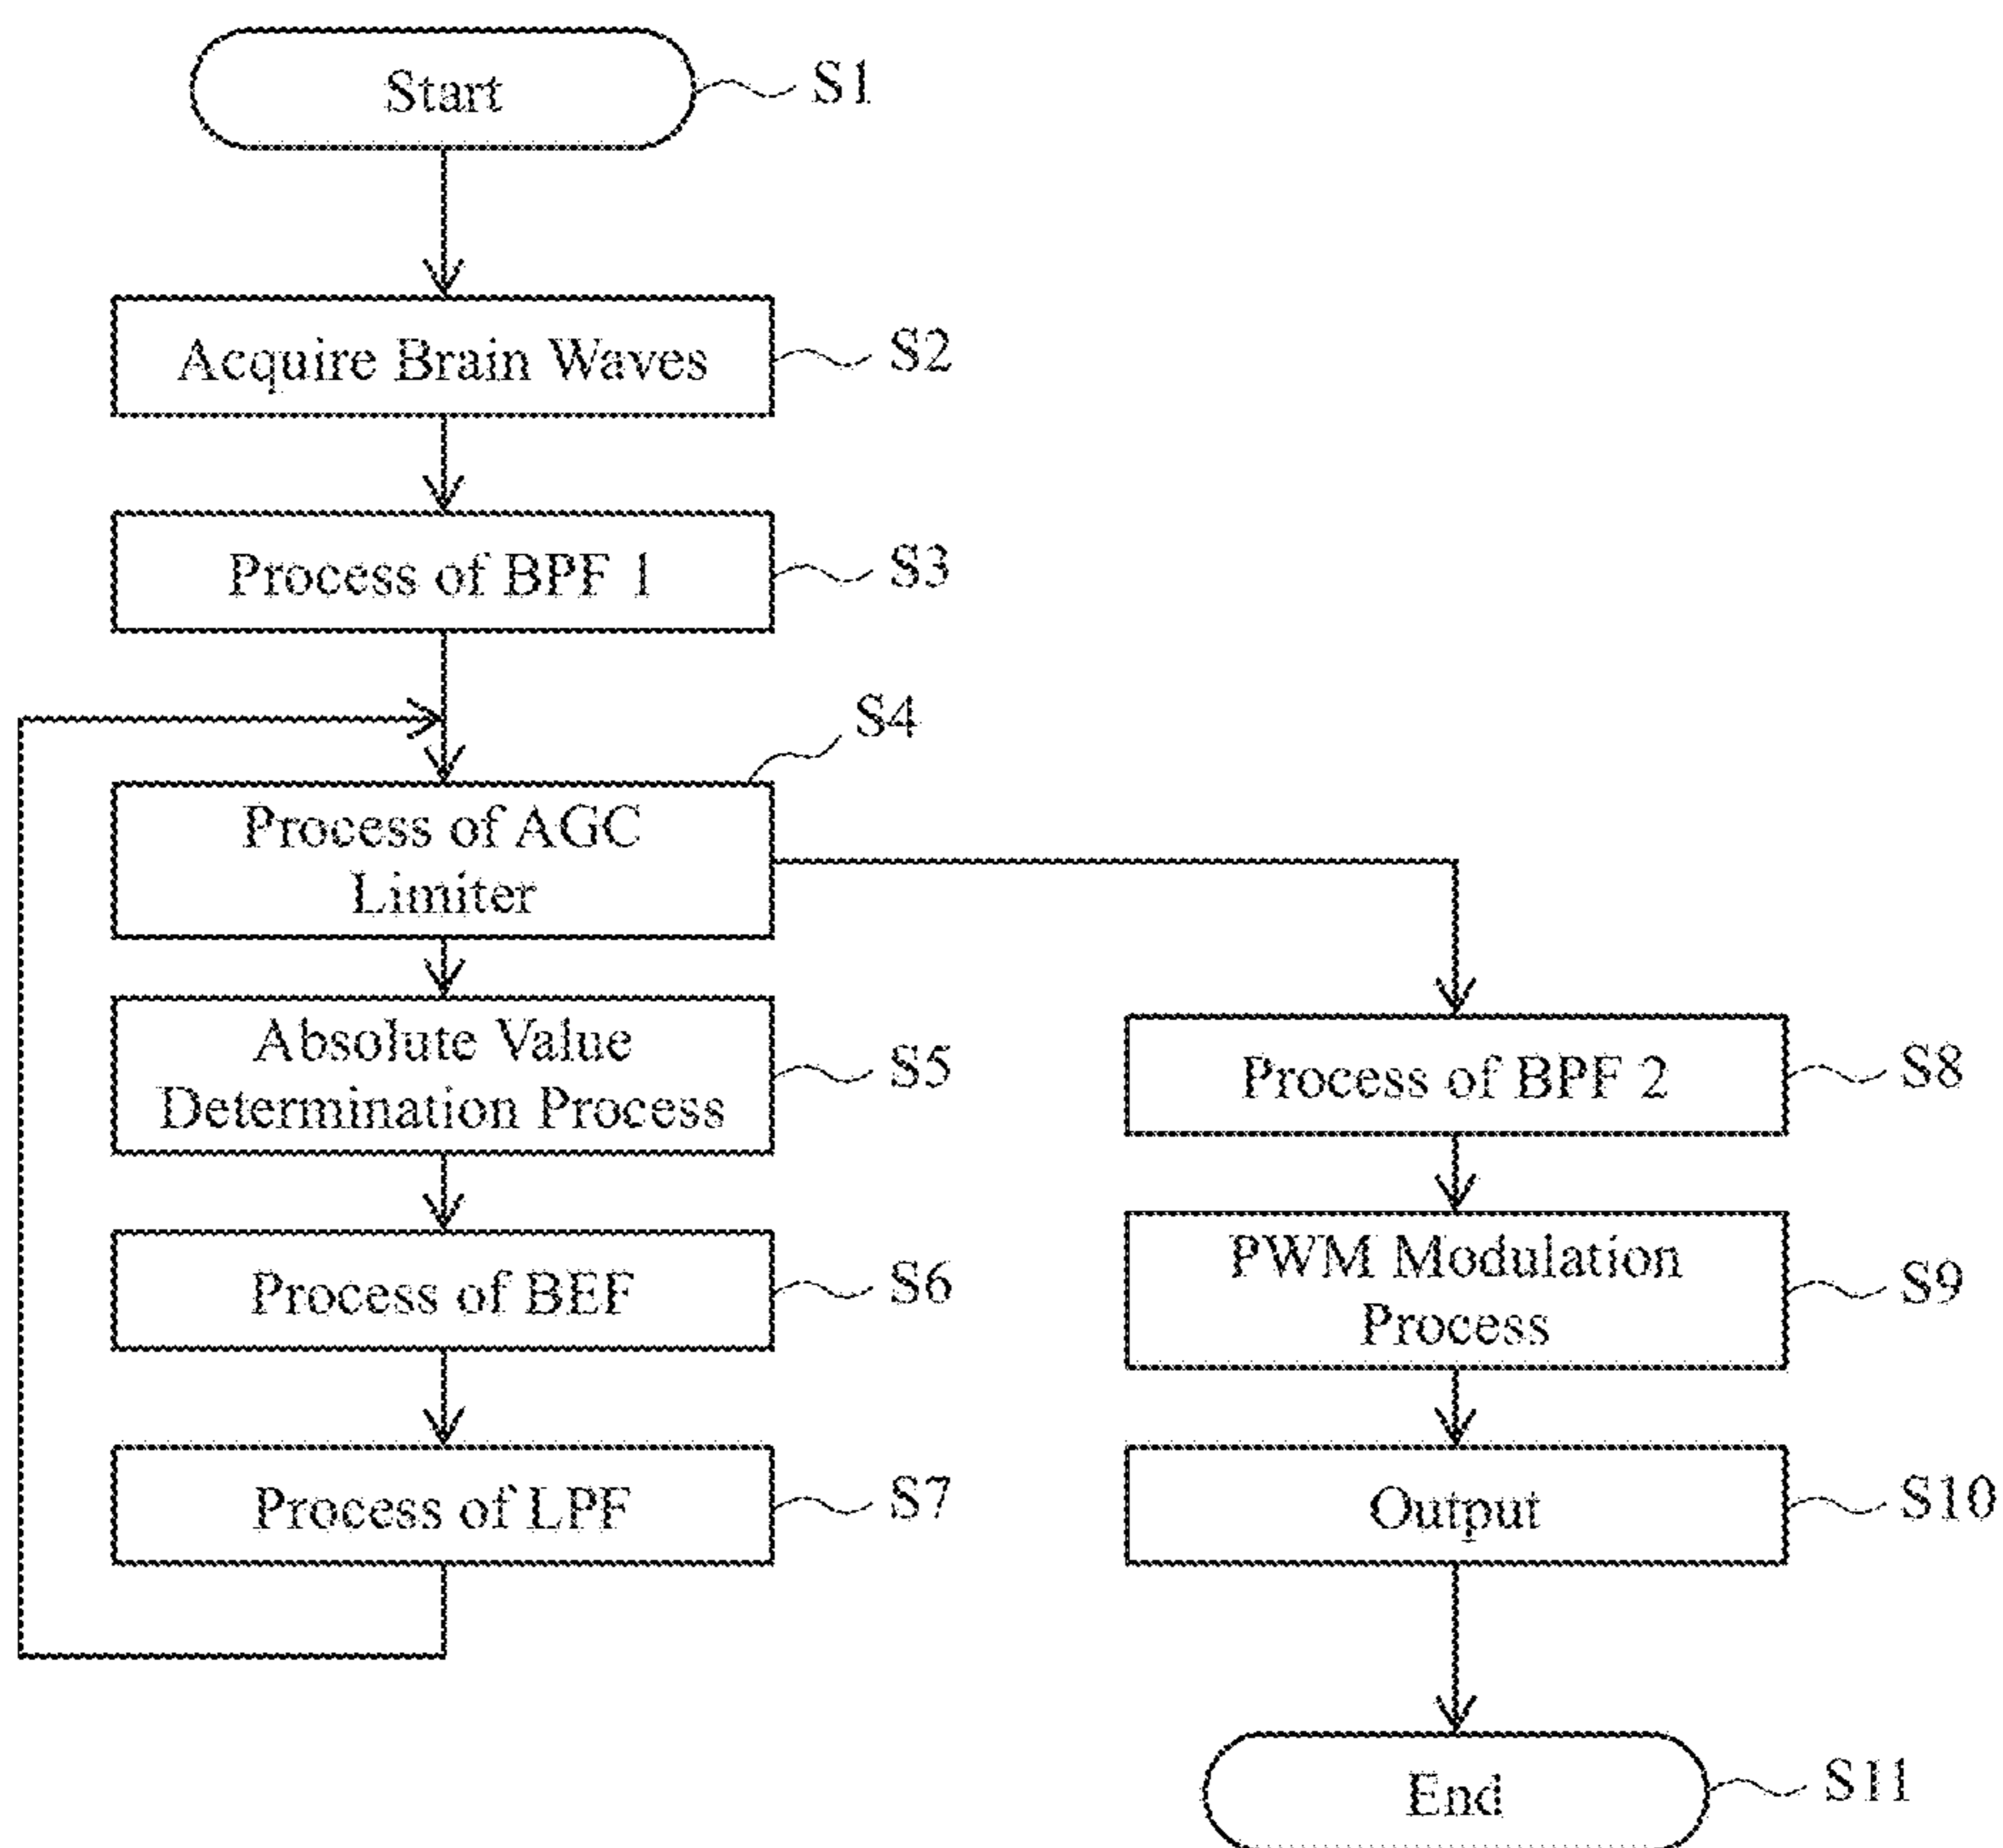 Start
S1
Acquire Brain Waves
S2
Process of BPF 1
S3
S4
Process of AGC
Limiter
Absolute Value
Determination Process
S5
Process of BEF
S6
Process of LPF
S7
Process of BPF 2
S8
PWM Modulation
Process
S9
Output
S10
End
S11